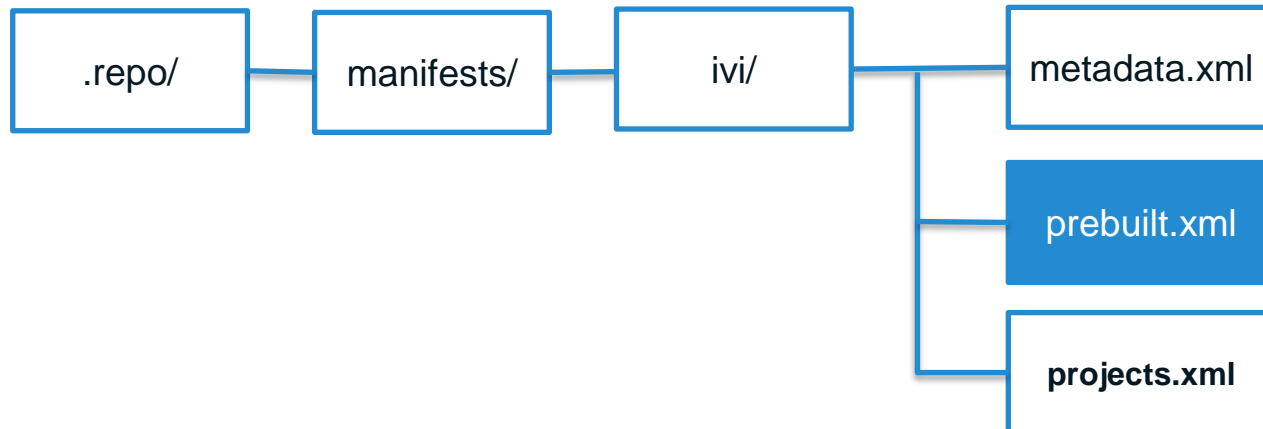 .repo/
manifests/
ivi/
metadata.xml
prebuilt.xml
projects.xml